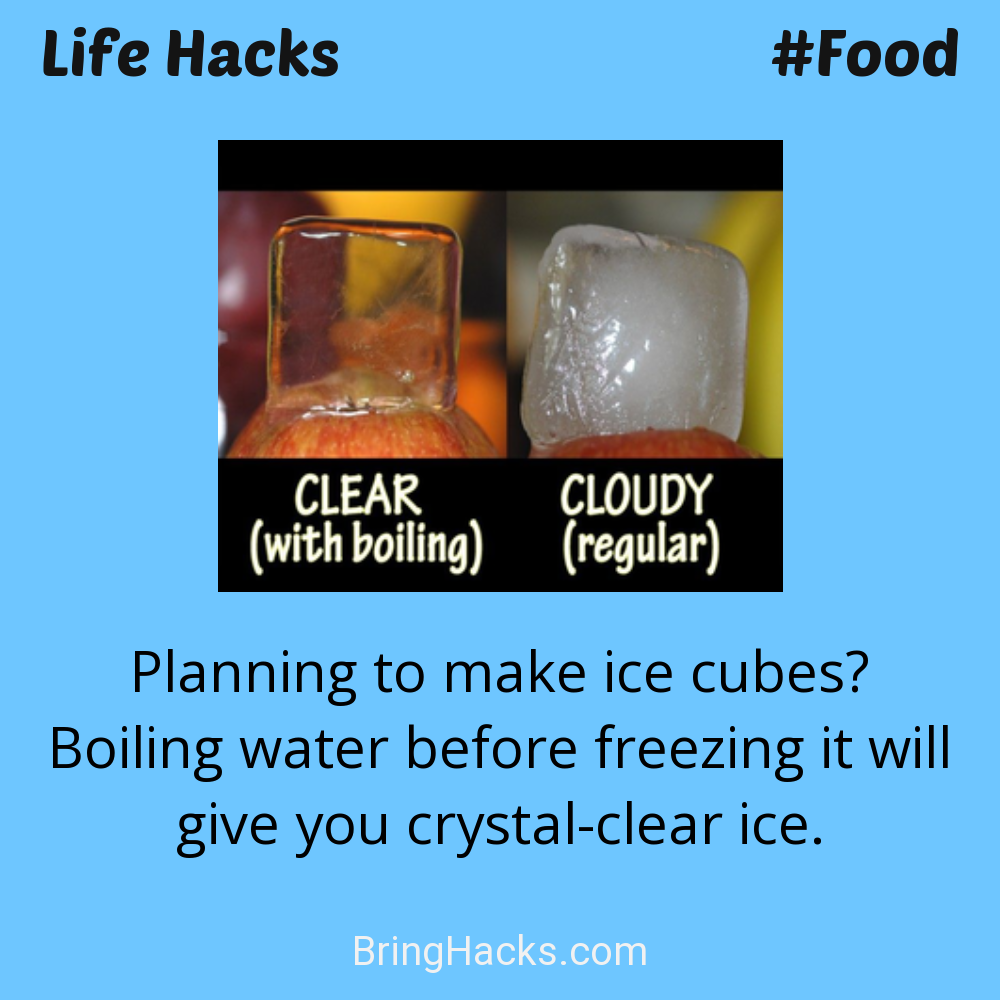 Life Hacks
#Food
CLEAR
(with boiling)
CLOUDY
(regular)
Planning to make ice cubes?
Boiling water before freezing it will
give you crystal-clear ice.
BringHacks.com